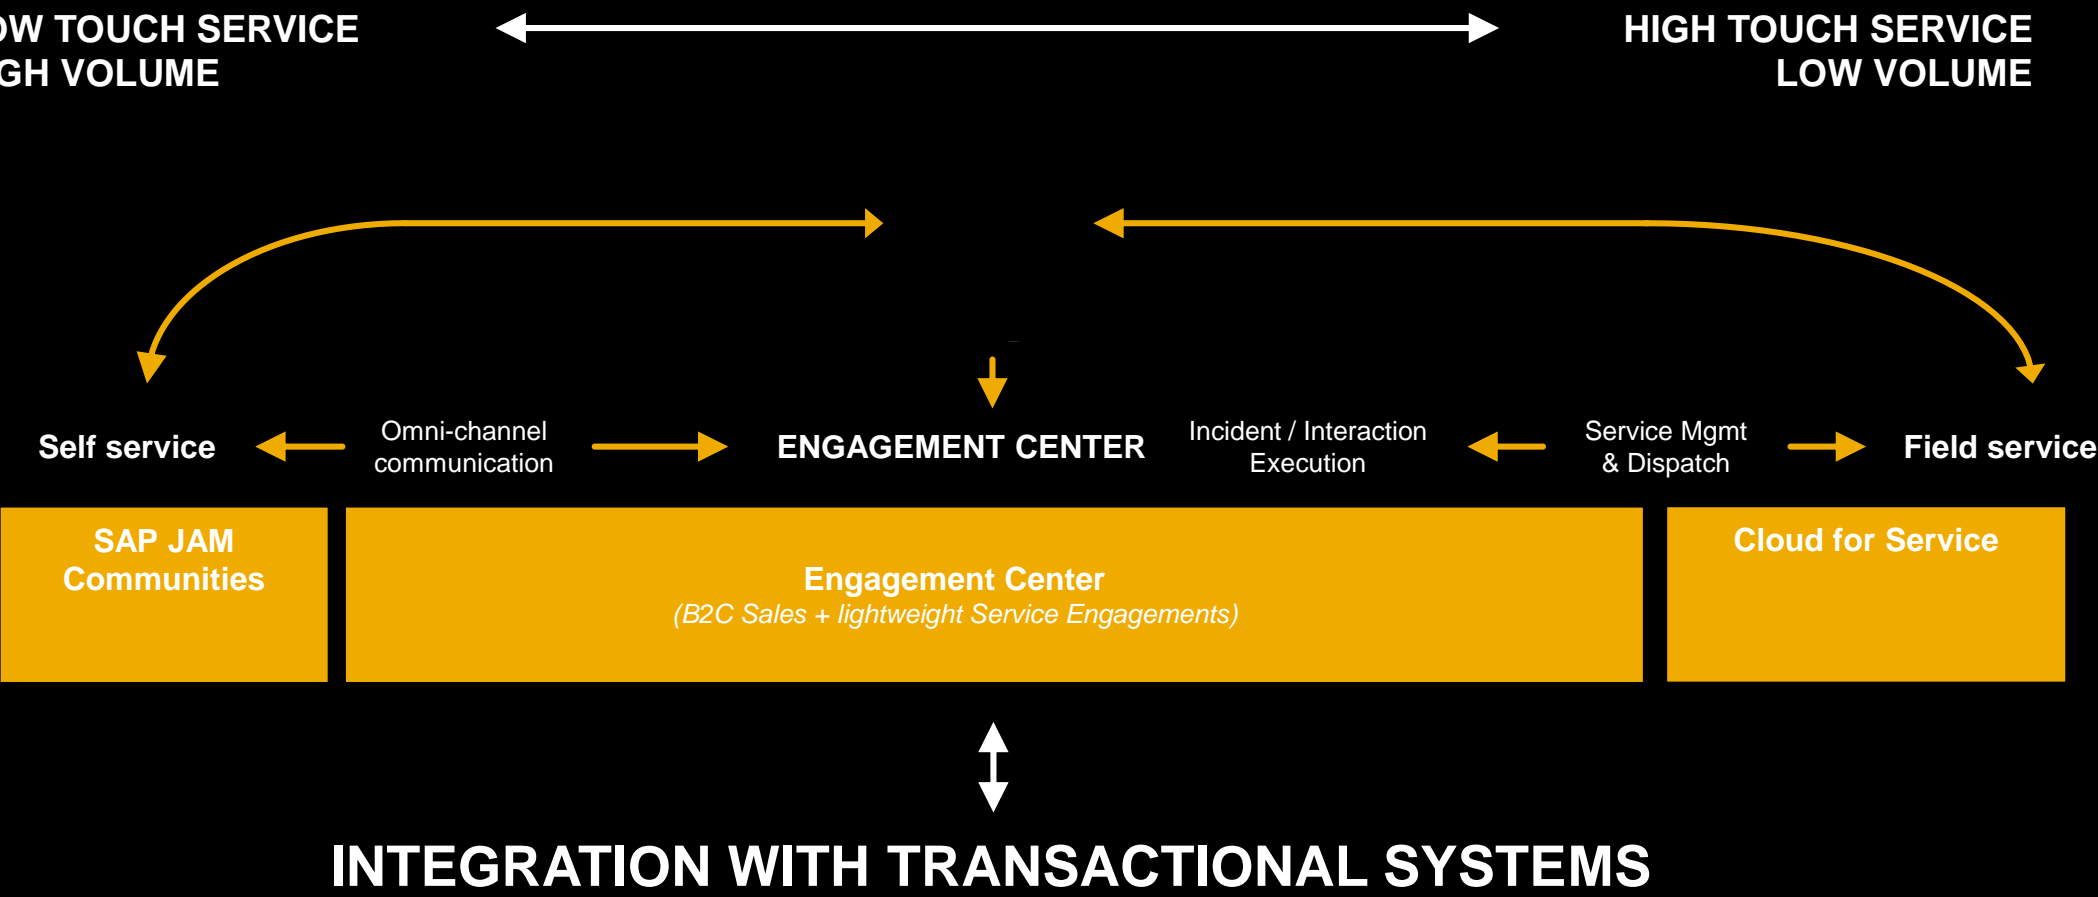 OW TOUCH SERVICE
GH VOLUME
HIGH TOUCH SERVICE
LOW VOLUME
Self service
Omni-channel
communication
ENGAGEMENT CENTER
Incident / Interaction
Execution
Service Mgmt
& Dispatch
Field service
SAP JAM
Communities
Engagement Center
(B2C Sales + lightweight Service Engagements)
Cloud for Service
INTEGRATION WITH TRANSACTIONAL SYSTEMS